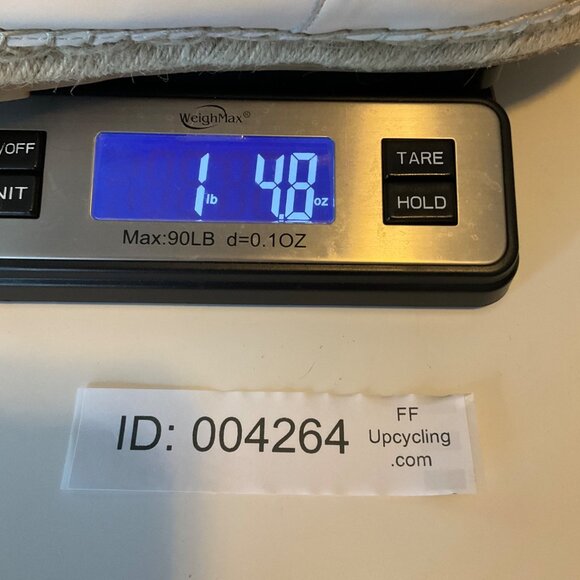 WeighMax®
/OFF
NIT
1 lb 4.8 oz
TARE
HOLD
Max:90LB d=0.1OZ
ID: 004264
FF
Upcycling
.com